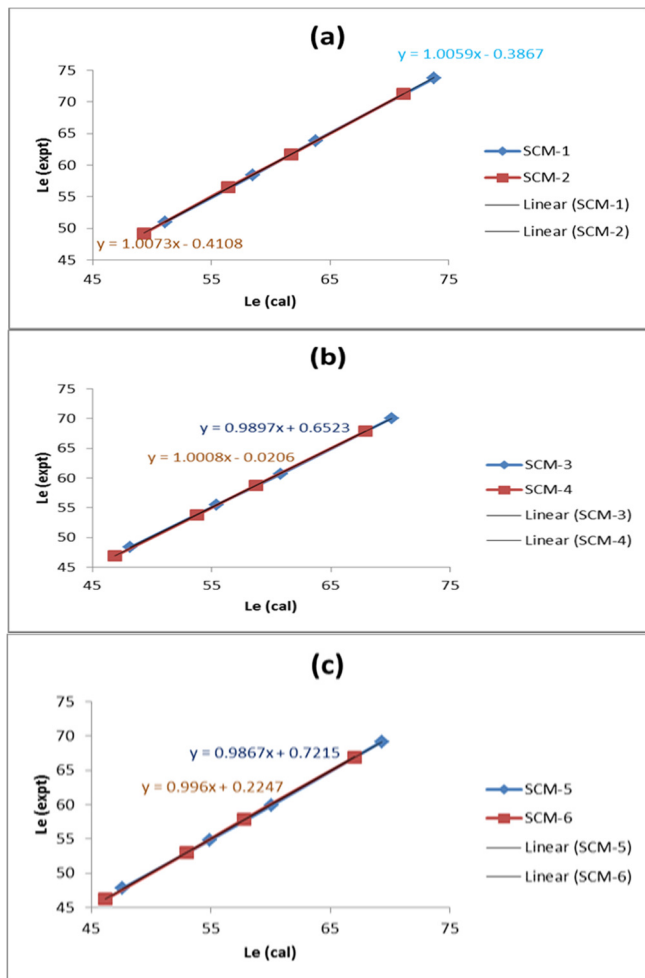 (a)
y = 1.0059x - 0.3867
75
70
65
60
55
50
45
Le (expt)
y = 1.0073x - 0.4108
45
55
65
75
Le (cal)
SCM-1
SCM-2
Linear (SCM-1)
Linear (SCM-2)
(b)
75
70
65
60
55
50
45
Le (expt)
y = 0.9897x + 0.6523
y = 1.0008x - 0.0206
45
55
65
75
Le (cal)
SCM-3
SCM-4
Linear (SCM-3)
Linear (SCM-4)
(c)
75
70
65
60
55
50
45
Le (expt)
y = 0.9867x + 0.7215
y = 0.996x + 0.2247
45
55
65
75
Le (cal)
SCM-5
SCM-6
Linear (SCM-5)
Linear (SCM-6)